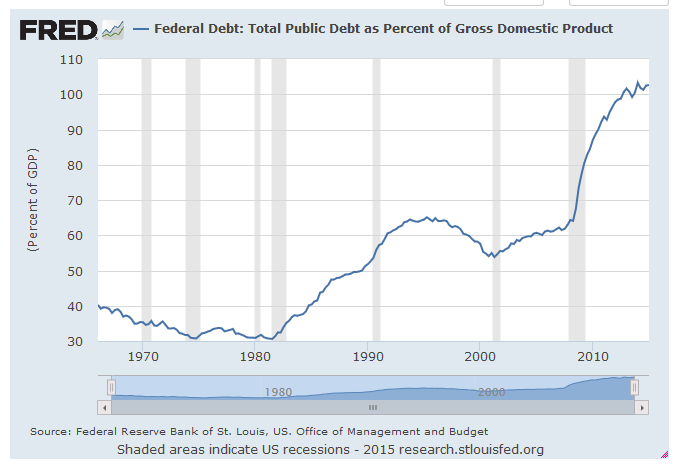 FRED Federal Debt: Total Public Debt as Percent of Gross Domestic Product
110
100
90
80
70
60
50
40
30
(Percent of GDP)
1970 1980 1990 2000 2010
1980 2000
Source: Federal Reserve Bank of St. Louis, US. Office of Management and Budget
Shaded areas indicate US recessions - 2015 research.stlouisfed.org